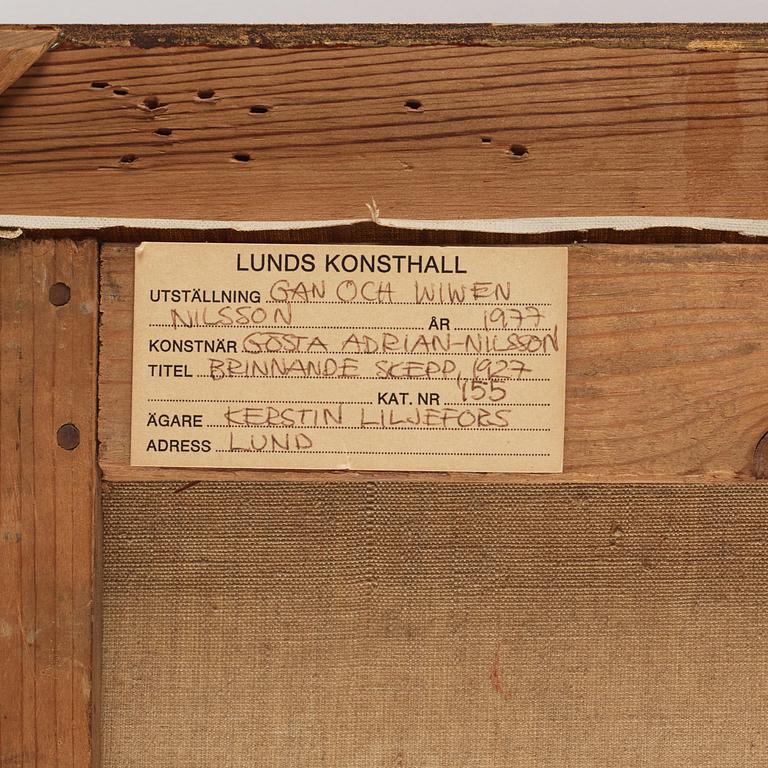 LUNDS KONSTHALL
UTSTÄLLNING GAN OCH WIWEN
NILSSON ÅR 1977
KONSTNÄR GÖSTA ADRIAN-NILSSON
TITEL BRINNANDE SKEPP, 1927
KAT. NR 155
ÄGARE KERSTIN LILJEFORS
ADRESS LUND